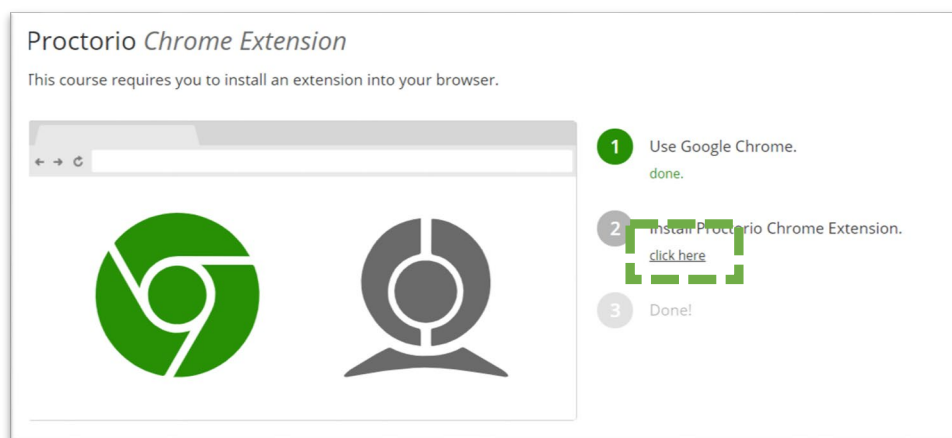 Proctorio Chrome Extension
This course requires you to install an extension into your browser.
1 Use Google Chrome.
done.
2 Install Proctorio Chrome Extension.
click here
3 Done!